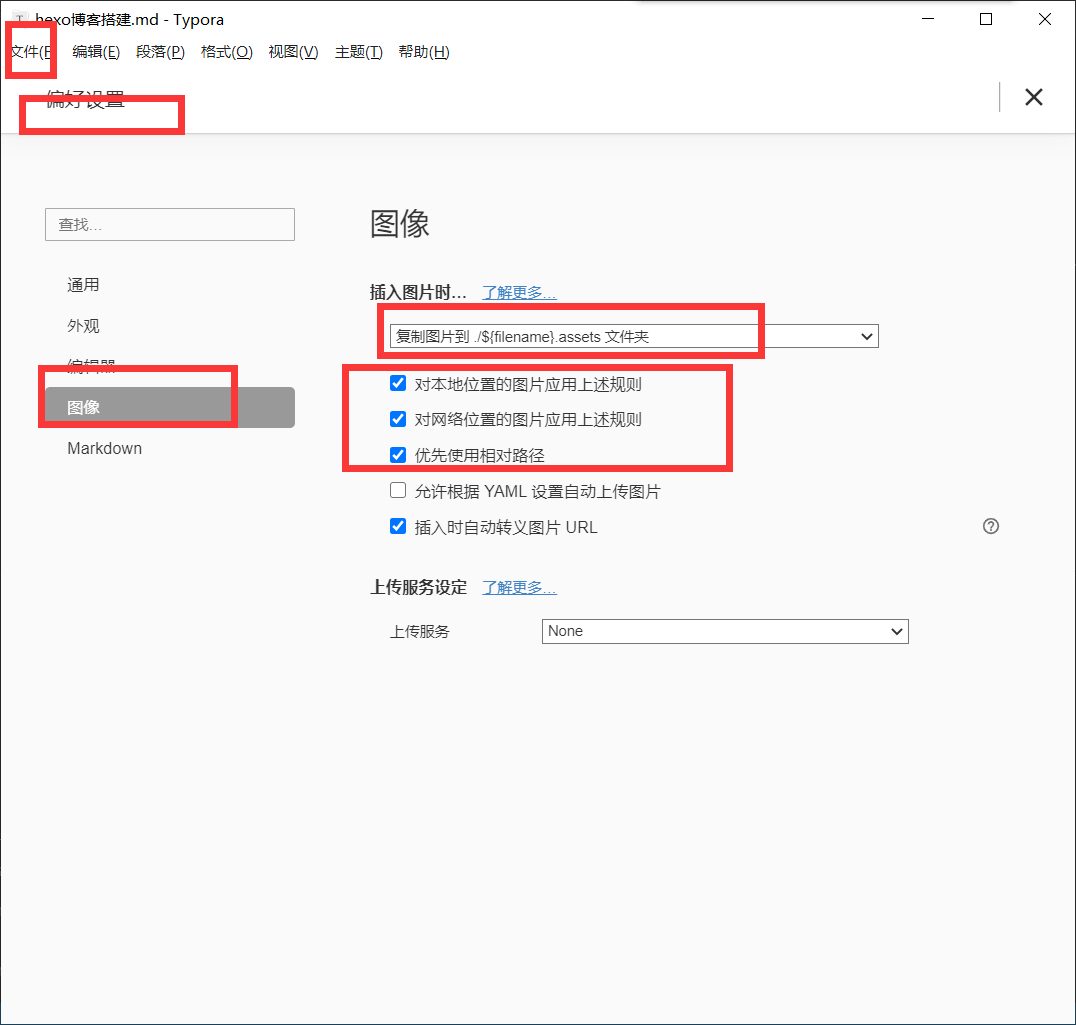 hexo博客搭建.md - Typora
文件(F 编辑(E) 段落(P) 格式(O) 视图(V) 主题(T) 帮助(H)
偏好设置
查找...
通用
外观
编辑器
图像
Markdown
图像
插入图片时... 了解更多...
复制图片到 ./${filename}.assets 文件夹
对本地位置的图片应用上述规则
对网络位置的图片应用上述规则
优先使用相对路径
允许根据 YAML 设置自动上传图片
插入时自动转义图片 URL
上传服务设定 了解更多...
上传服务 None